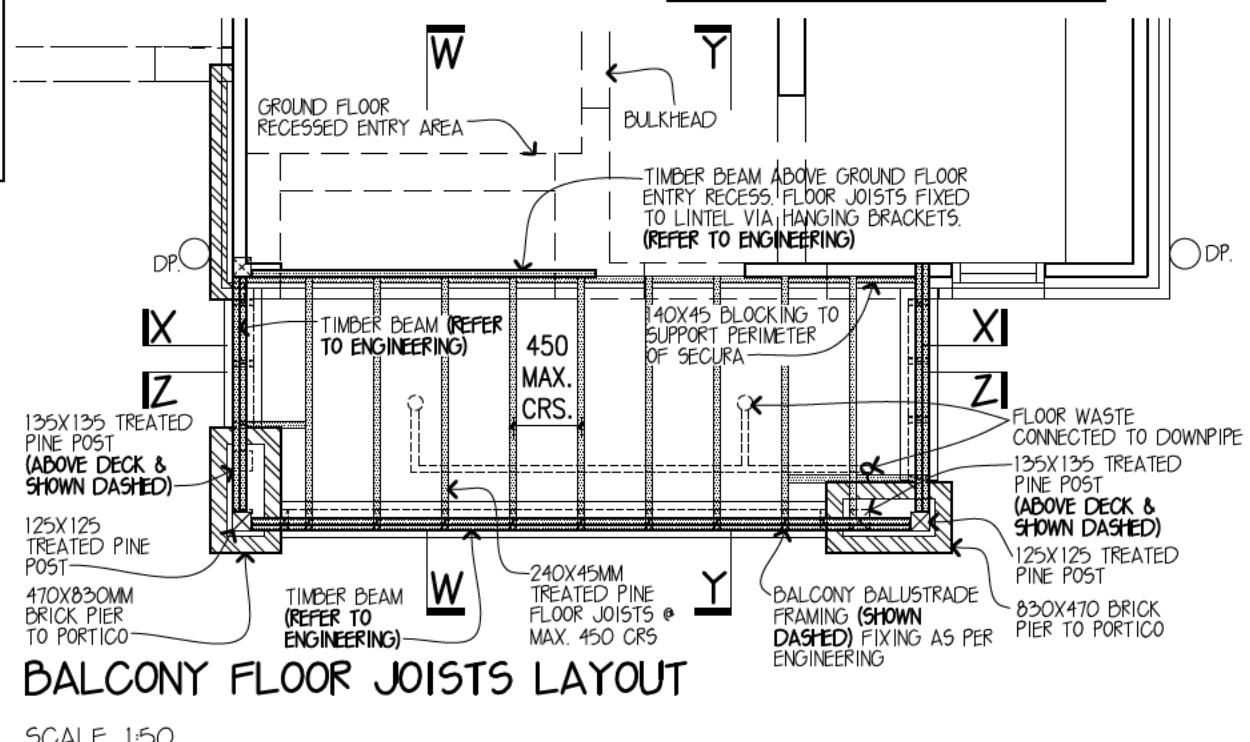 W
Y
GROUND FLOOR
RECESSED ENTRY AREA
BULKHEAD
TIMBER BEAM ABOVE GROUND FLOOR
ENTRY RECESS. FLOOR JOISTS FIXED
TO LINTEL VIA HANGING BRACKETS.
(REFER TO ENGINEERING)
DP.
DP.
X
TIMBER BEAM (REFER
TO ENGINEERING)
450
MAX.
CRS.
140X45 BLOCKING TO
SUPPORT PERIMETER
OF SECURA
X
Z
Z
135X135 TREATED
PINE POST
(ABOVE DECK &
SHOWN DASHED)
125X125
TREATED PINE
POST
470X830MM
BRICK PIER
TO PORTICO
FLOOR WASTE
CONNECTED TO DOWNPIPE
135X135 TREATED
PINE POST
(ABOVE DECK &
SHOWN DASHED)
125X125 TREATED
PINE POST
830X470 BRICK
PIER TO PORTICO
TIMBER BEAM
(REFER TO
ENGINEERING)
W
240X45MM
TREATED PINE
FLOOR JOISTS @
MAX. 450 CRS
Y
BALCONY BALUSTRADE
FRAMING (SHOWN
DASHED) FIXING AS PER
ENGINEERING
BALCONY FLOOR JOISTS LAYOUT
SCALE 1:50